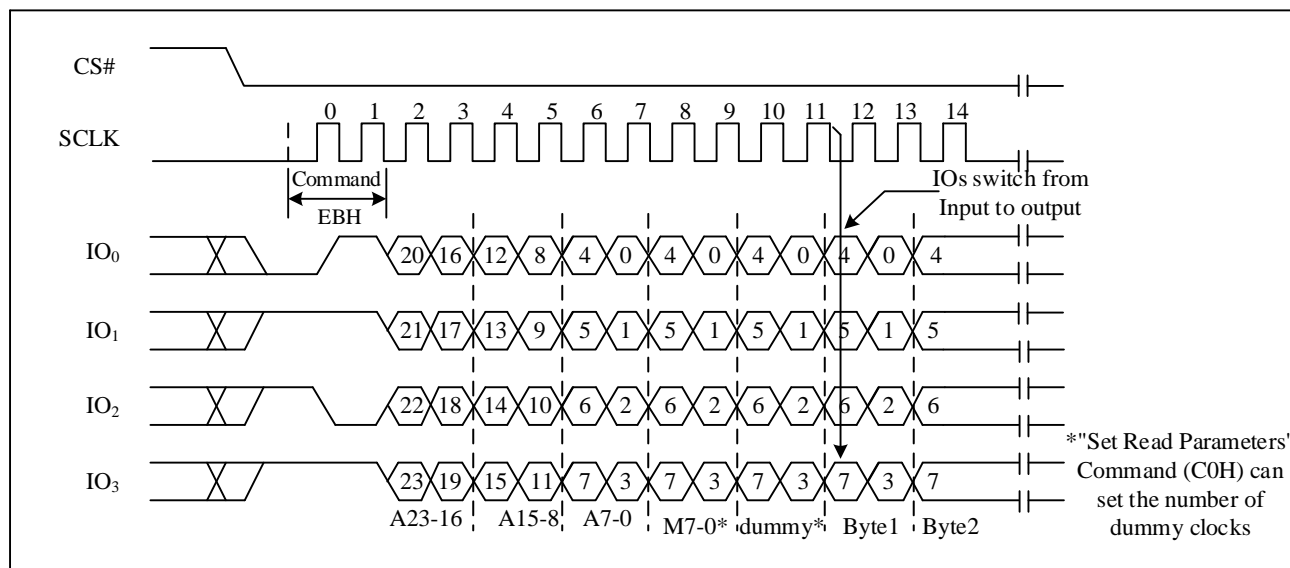 CS#
0 1 2 3 4 5 6 7 8 9 10 11 12 13 14
SCLK
Command
EBH
IOs switch from
Input to output
IO0 20 16 12 8 4 0 4 0 4 0 4 0 4
IO1 21 17 13 9 5 1 5 1 5 1 5 1 5
IO2 22 18 14 10 6 2 6 2 6 2 6 2 6
IO3 23 19 15 11 7 3 7 3 7 3 7 3 7
A23-16 A15-8 A7-0 M7-0* dummy* Byte1 Byte2
*"Set Read Parameters"
Command (C0H) can
set the number of
dummy clocks